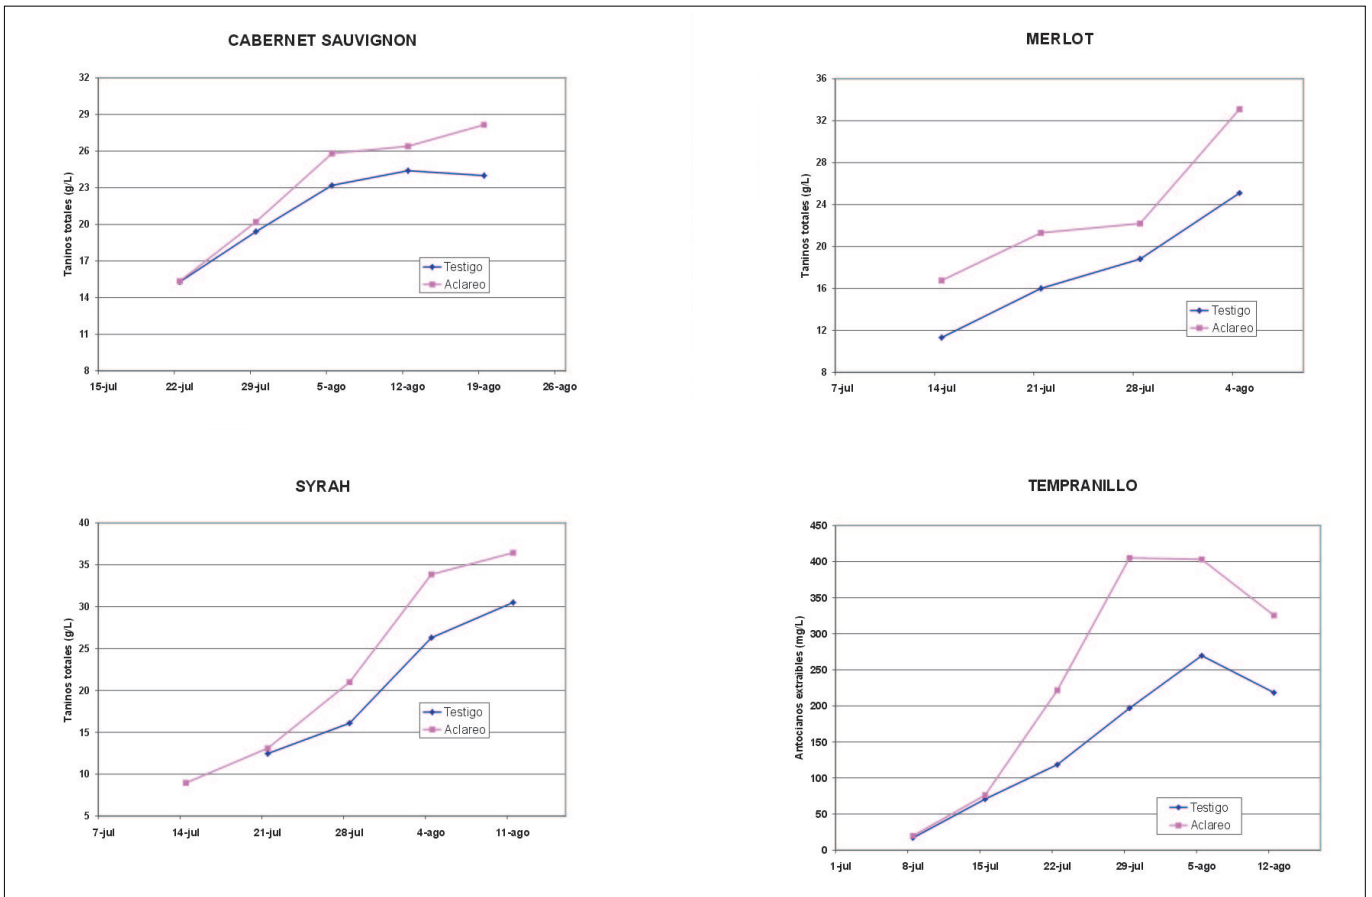 CABERNET SAUVIGNON
Taninos totales (g/L)
32
29
26
23
20
17
14
11
8
15-jul 22-jul 29-jul 5-ago 12-ago 19-ago 26-ago
Testigo
Aclareo
MERLOT
Taninos totales (g/L)
36
32
28
24
20
16
12
8
7-jul 14-jul 21-jul 28-jul 4-ago
Testigo
Aclareo
SYRAH
Taninos totales (g/L)
40
35
30
25
20
15
10
5
7-jul 14-jul 21-jul 28-jul 4-ago 11-ago
Testigo
Aclareo
TEMPRANILLO
Antocianos extraibles (mg/L)
450
400
350
300
250
200
150
100
50
0
1-jul 8-jul 15-jul 22-jul 29-jul 5-ago 12-ago
Testigo
Aclareo